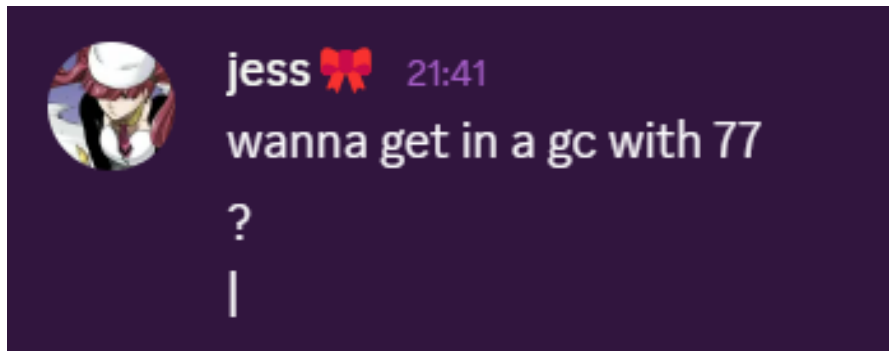 jess🎀 21:41
wanna get in a gc with 77
?
|